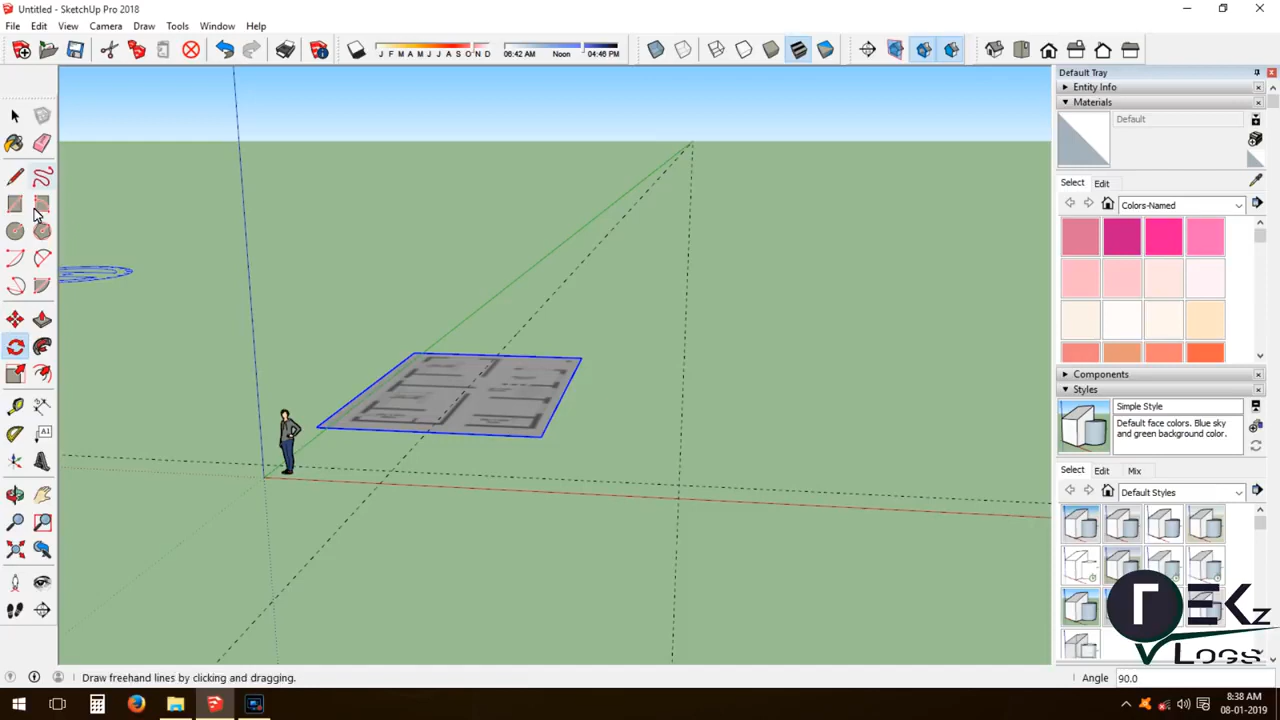 Untitled - SketchUp Pro 2018
File Edit View Camera Draw Tools Window Help
J F M A M J J A S O N D
06:42 AM Noon 04:46 PM
Default Tray
Entity Info
Materials
Default
Select Edit
Colors-Named
Components
Styles
Simple Style
Default face colors. Blue sky and green background color.
Select Edit Mix
Default Styles
A1
TEKz
VLOGS
Draw freehand lines by clicking and dragging.
Angle 90.0
8:38 AM
08-01-2019